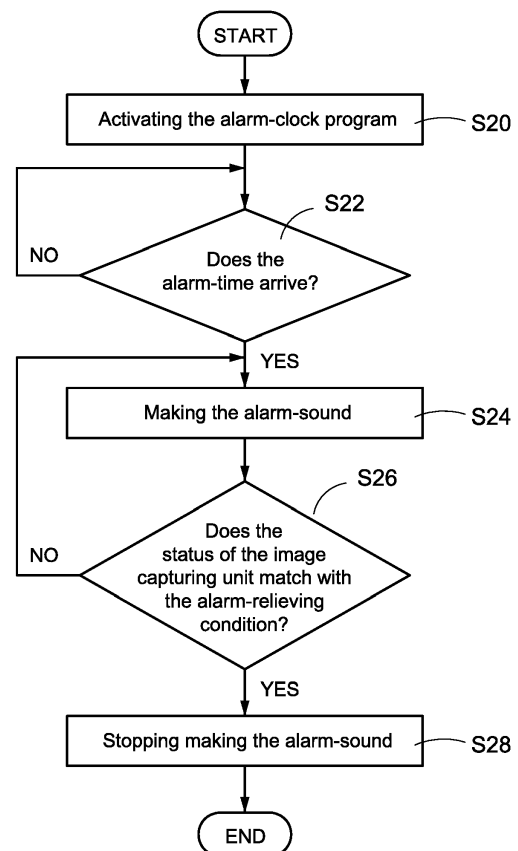 START
Activating the alarm-clock program
S20
S22
Does the
alarm-time arrive?
NO
YES
Making the alarm-sound
S24
S26
Does the
status of the image
capturing unit match with
the alarm-relieving
condition?
NO
YES
Stopping making the alarm-sound
S28
END